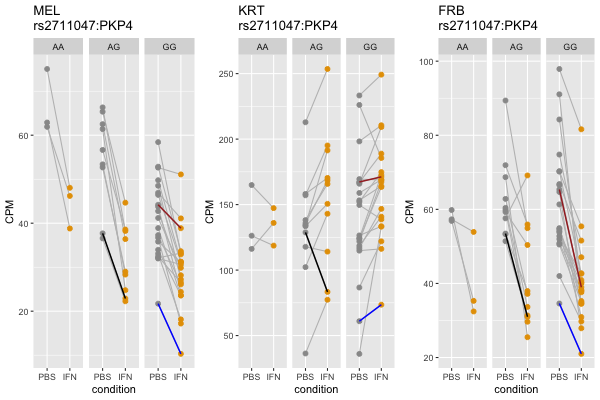 MEL
rs2711047:PKP4
AA AG GG
CPM
60
40
20
PBS IFN PBS IFN PBS IFN
condition
KRT
rs2711047:PKP4
AA AG GG
CPM
250
200
150
100
50
PBS IFN PBS IFN PBS IFN
condition
FRB
rs2711047:PKP4
AA AG GG
CPM
100
80
60
40
20
PBS IFN PBS IFN PBS IFN
condition